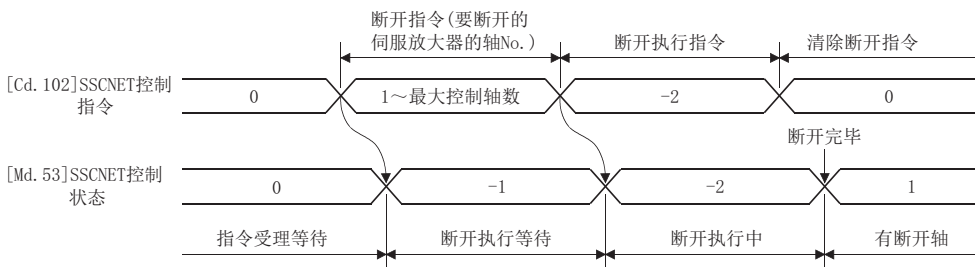 断开指令(要断开的
伺服放大器的轴No.)
断开执行指令
清除断开指令
[Cd.102]SSCNET控制
指令
0
1～最大控制轴数
-2
0
断开完毕
[Md.53]SSCNET控制
状态
0
-1
-2
1
指令受理等待
断开执行等待
断开执行中
有断开轴